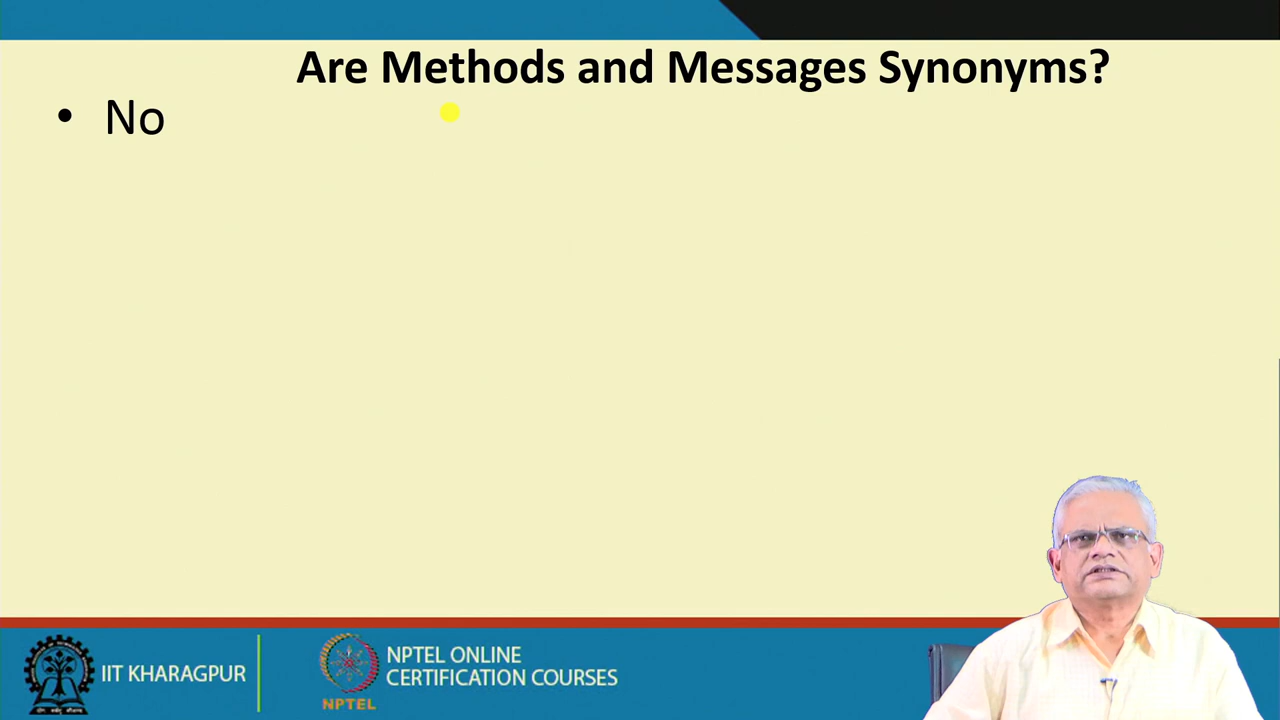 Are Methods and Messages Synonyms?
• No
IIT KHARAGPUR
NPTEL
NPTEL ONLINE
CERTIFICATION COURSES